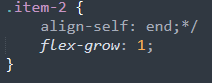 .item-2 {
    align-self: end;*/
    flex-grow: 1;
}